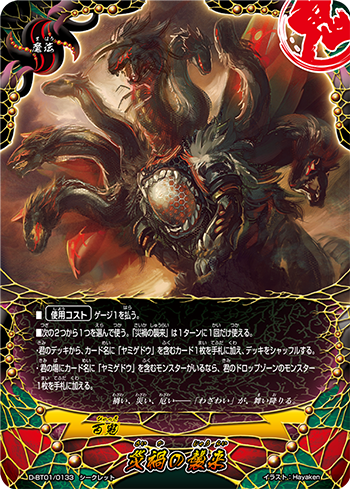 魔法
■使用コスト ゲージ1を払う。
■次の2つから1つを選んで使う。「災禍の襲来」は1ターンに1回だけ使える。
・君のデッキから、カード名に「ヤミゲドウ」を含むカード1枚を手札に加え、デッキをシャッフルする。
・君の場にカード名に「ヤミゲドウ」を含むモンスターがいるなら、君のドロップゾーンのモンスター
1枚を手札に加える。
禍い、災い、厄い――「わざわい」が、舞い降りる。
百鬼
災禍の襲来
D-BT01/0133 シークレット
イラスト:Hayaken